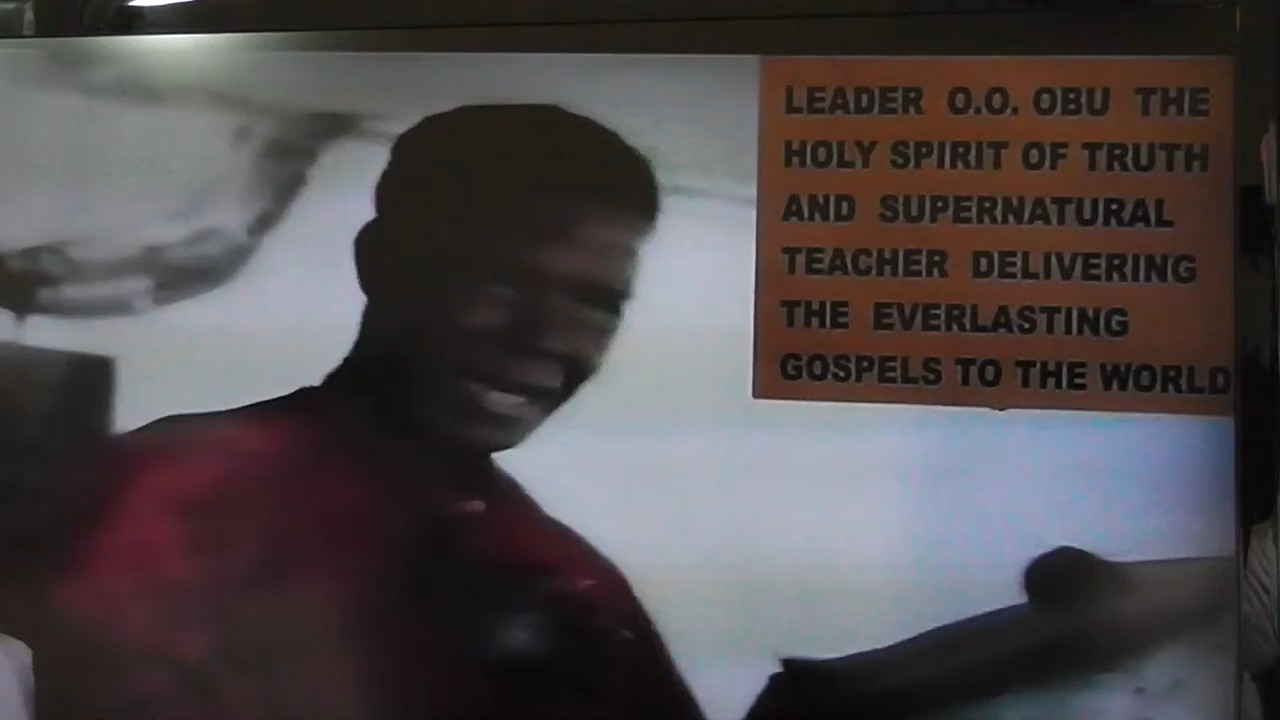 LEADER O.O. OBU THE
HOLY SPIRIT OF TRUTH
AND SUPERNATURAL
TEACHER DELIVERING
THE EVERLASTING
GOSPELS TO THE WORLD